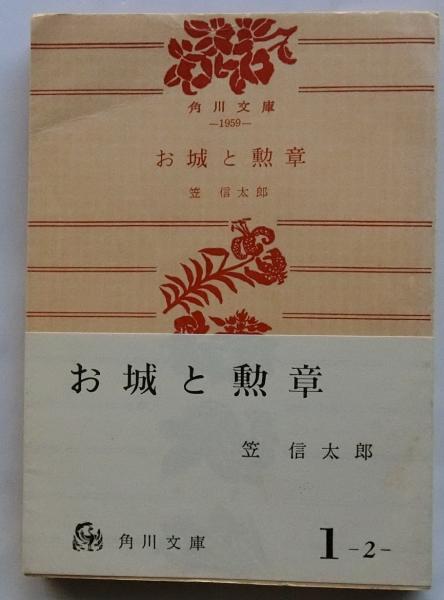 角川文庫
—1959—
お城と勲章
笠 信太郎
お城と勲章
笠 信太郎
角川文庫
1-2-